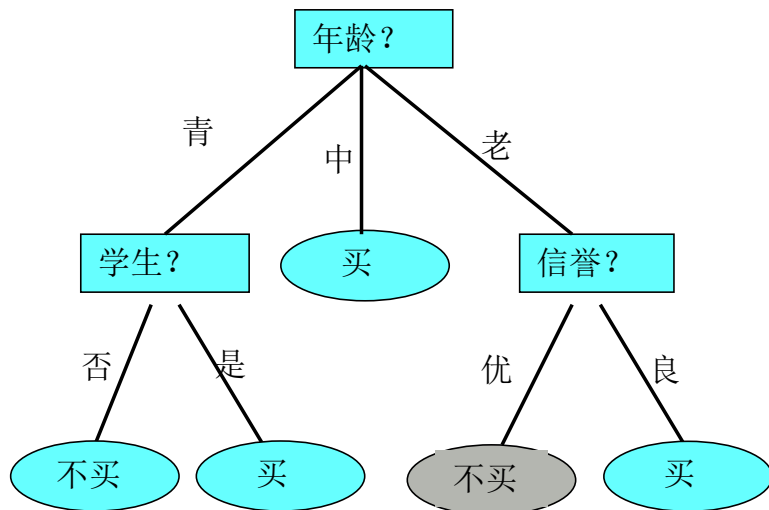 年龄？
青
中
老
学生？
买
信誉？
否
是
优
良
不买
买
不买
买